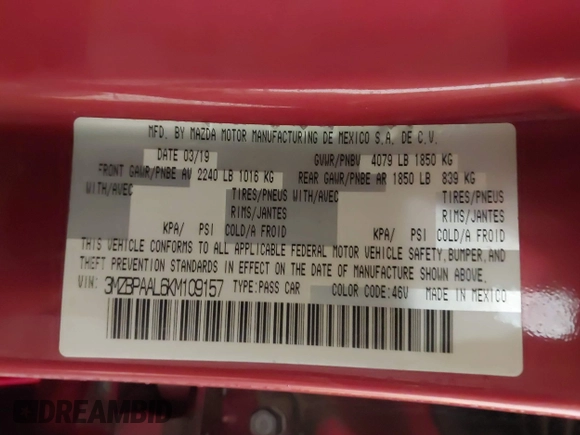 MFD. BY MAZDA MOTOR MANUFACTURING DE MEXICO S.A. DE C.V.
DATE 03/19 GVWR/PNBV 4079 LB 1850 KG
FRONT GAWR/PNBE AV 2240 LB 1016 KG REAR GAWR/PNBE AR 1850 LB 839 KG
WITH/AVEC TIRES/PNEUS WITH/AVEC TIRES/PNEUS
RIMS/JANTES RIMS/JANTES
KPA/ PSI COLD/A FROID KPA/ PSI COLD/A FROID
THIS VEHICLE CONFORMS TO ALL APPLICABLE FEDERAL MOTOR VEHICLE SAFETY, BUMPER, AND
THEFT PREVENTION STANDARDS IN EFFECT ON THE DATE OF MANUFACTURE SHOWN ABOVE.
VIN: 3MZBPAAL6KM109157 TYPE:PASS CAR COLOR CODE:46V MADE IN MEXICO
DREAMBID